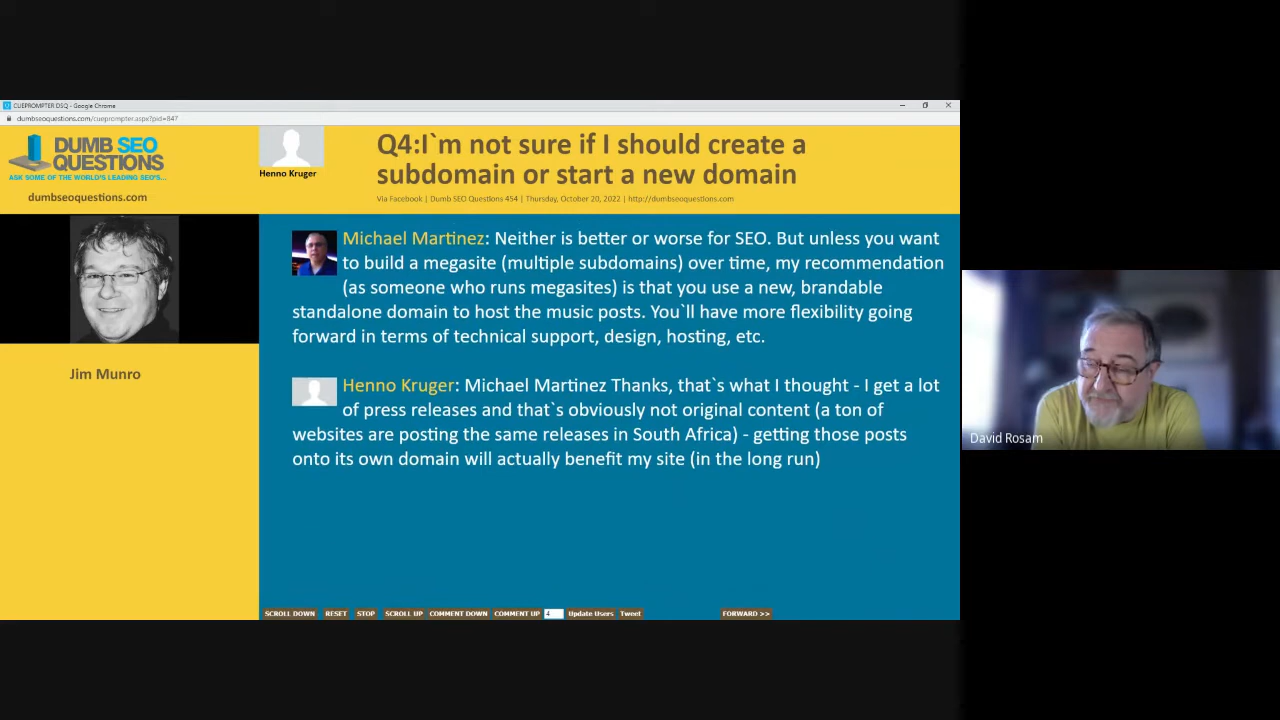 CUEPROMPTER DSQ - Google Chrome
dumbseoquestions.com/cueprompter.aspx?pid=847
DUMB SEO
QUESTIONS
ASK SOME OF THE WORLD'S LEADING SEO'S...
dumbseoquestions.com
Henno Kruger
Q4:I`m not sure if I should create a
subdomain or start a new domain
Via Facebook | Dumb SEO Questions 454 | Thursday, October 20, 2022 | http://dumbseoquestions.com
Jim Munro
Michael Martinez: Neither is better or worse for SEO. But unless you want
to build a megasite (multiple subdomains) over time, my recommendation
(as someone who runs megasites) is that you use a new, brandable
standalone domain to host the music posts. You`ll have more flexibility going
forward in terms of technical support, design, hosting, etc.
Henno Kruger: Michael Martinez Thanks, that`s what I thought - I get a lot
of press releases and that`s obviously not original content (a ton of
websites are posting the same releases in South Africa) - getting those posts
onto its own domain will actually benefit my site (in the long run)
SCROLL DOWN RESET STOP SCROLL UP COMMENT DOWN COMMENT UP 4 Update Users Tweet FORWARD >>
David Rosam